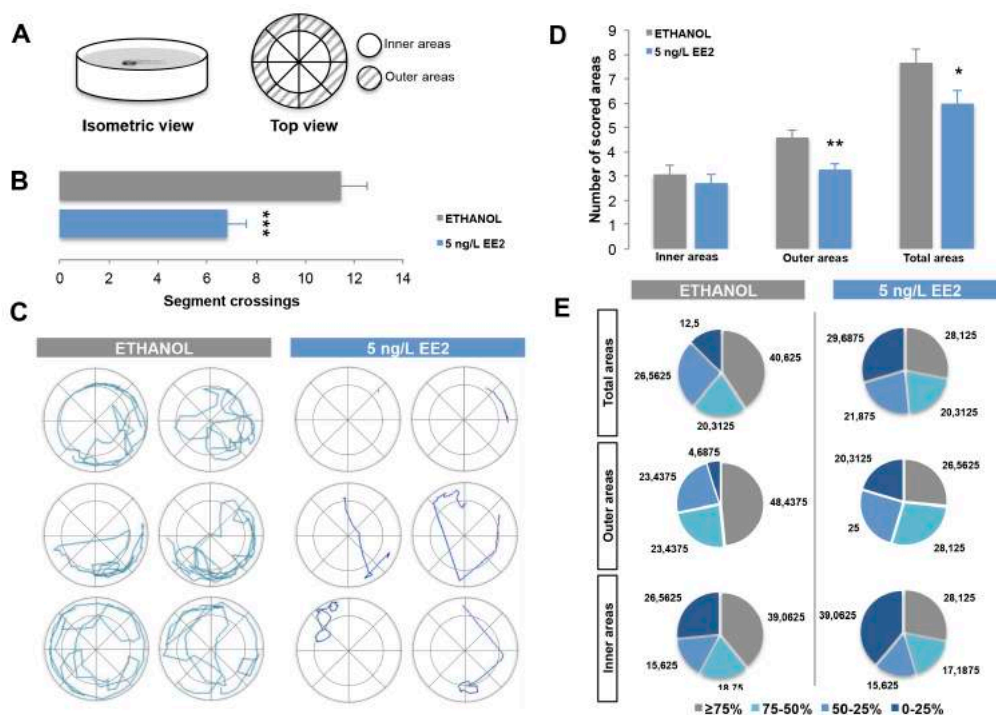 A
Inner areas
Outer areas
Isometric view
Top view
B
ETHANOL
5 ng/L EE2
***
0 2 4 6 8 10 12 14
Segment crossings
C
ETHANOL
5 ng/L EE2
D
ETHANOL
5 ng/L EE2
Number of scored areas
9
8
7
6
5
4
3
2
1
0
**
*
Inner areas Outer areas Total areas
E
ETHANOL
5 ng/L EE2
Total areas
12,5
40,625
26,5625
20,3125
29,6875
28,125
21,875
20,3125
Outer areas
4,6875
23,4375
48,4375
23,4375
20,3125
26,5625
25
28,125
Inner areas
26,5625
39,0625
15,625
18,75
39,0625
28,125
15,625
17,1875
≥75% 75-50% 50-25% 0-25%